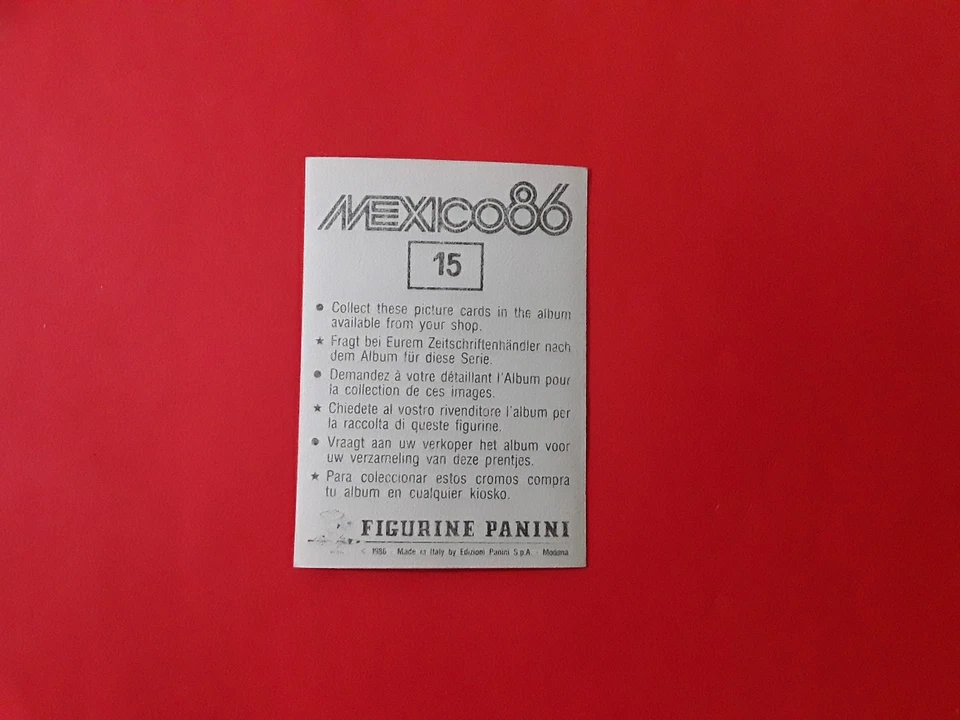 MEXICO86
15
● Collect these picture cards in the album
available from your shop.
★ Fragt bei Eurem Zeitschriftenhändler nach
dem Album für diese Serie.
● Demandez à votre détaillant l'Album pour
la collection de ces images.
★ Chiedete al vostro rivenditore l'album per
la raccolta di queste figurine.
● Vraagt aan uw verkoper het album voor
uw verzameling van deze prentjes.
★ Para coleccionar estos cromos compra
tu album en cualquier kiosko.
FIGURINE PANINI
© 1986 - Made in Italy by Edizioni Panini S.p.A. - Modena